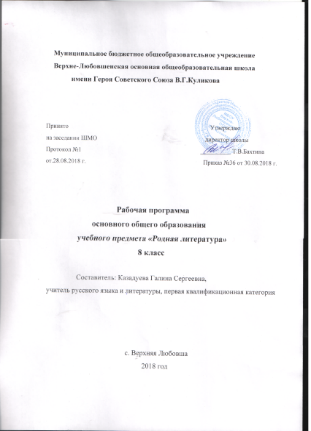 Муниципальное бюджетное общеобразовательное учреждение
Верхне-Любовшенская основная общеобразовательная школа
имени Героя Советского Союза В.Г.Куликова
Принято
на заседании ШМО
Протокол №1
от 28.08.2018 г.
Утверждаю
директор школы
Т.В.
Приказ №36 от 30.08.2018 г.
Рабочая программа
основного общего образования
учебного предмета «Родная литература»
8 класс
Составитель: Галина Сергеевна,
учитель русского языка и литературы, первая квалификационная категория
с. Верхняя Любовша
2018 год